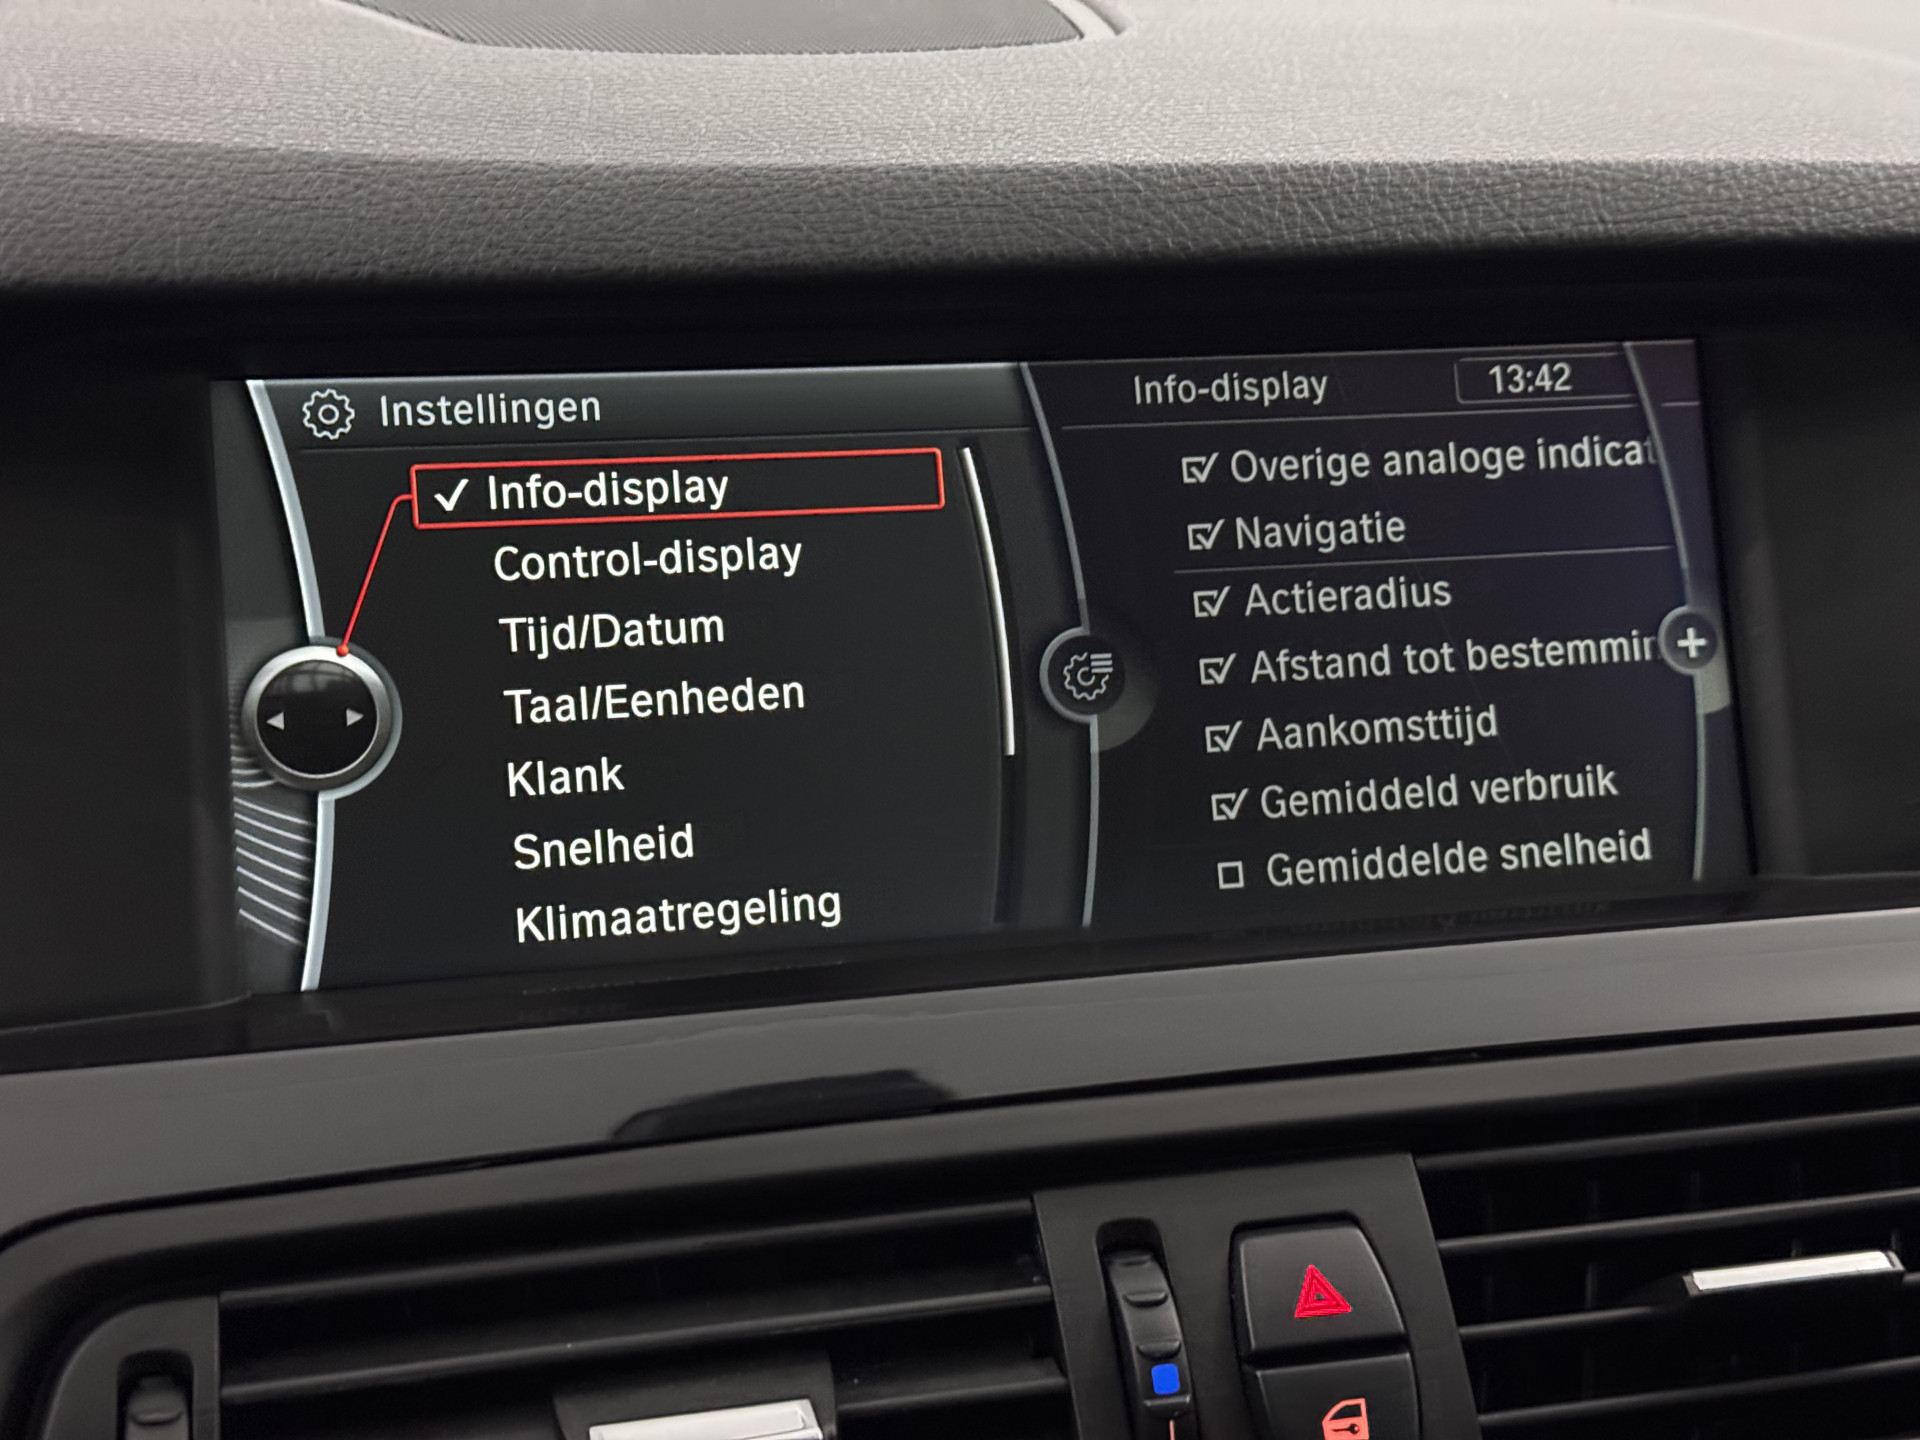 Instellingen
Info-display
Control-display
Tijd/Datum
Taal/Eenheden
Klank
Snelheid
Klimaatregeling
Info-display
13:42
Overige analoge indicat
Navigatie
Actieradius
Afstand tot bestemmin
Aankomsttijd
Gemiddeld verbruik
Gemiddelde snelheid